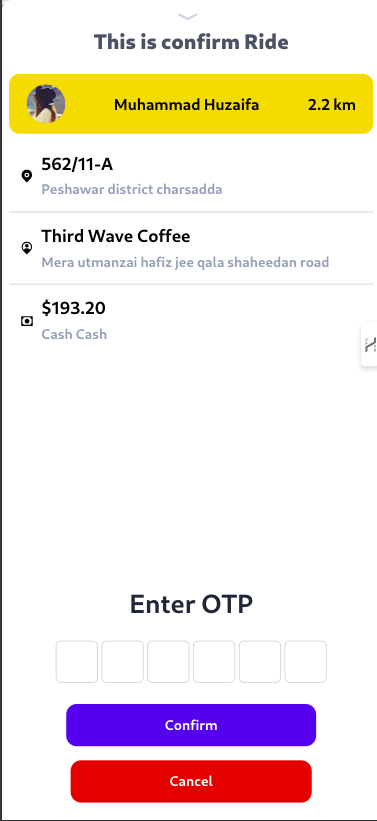 This is confirm Ride
Muhammad Huzaifa 2.2 km
562/11-A
Peshawar district charsadda
Third Wave Coffee
Mera utmanzai hafiz jee qala shaheedan road
$193.20
Cash Cash
Enter OTP
Confirm
Cancel